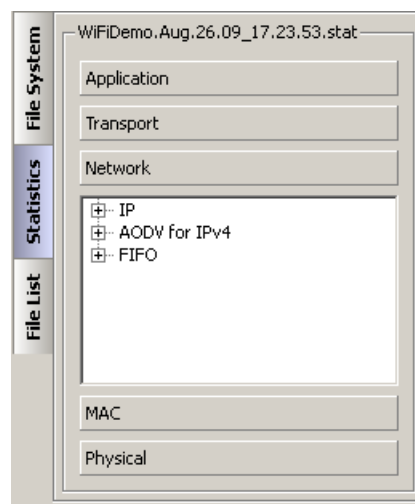 File System
Statistics
File List
WiFiDemo.Aug.26.09_17.23.53.stat
Application
Transport
Network
IP
AODV for IPv4
FIFO
MAC
Physical